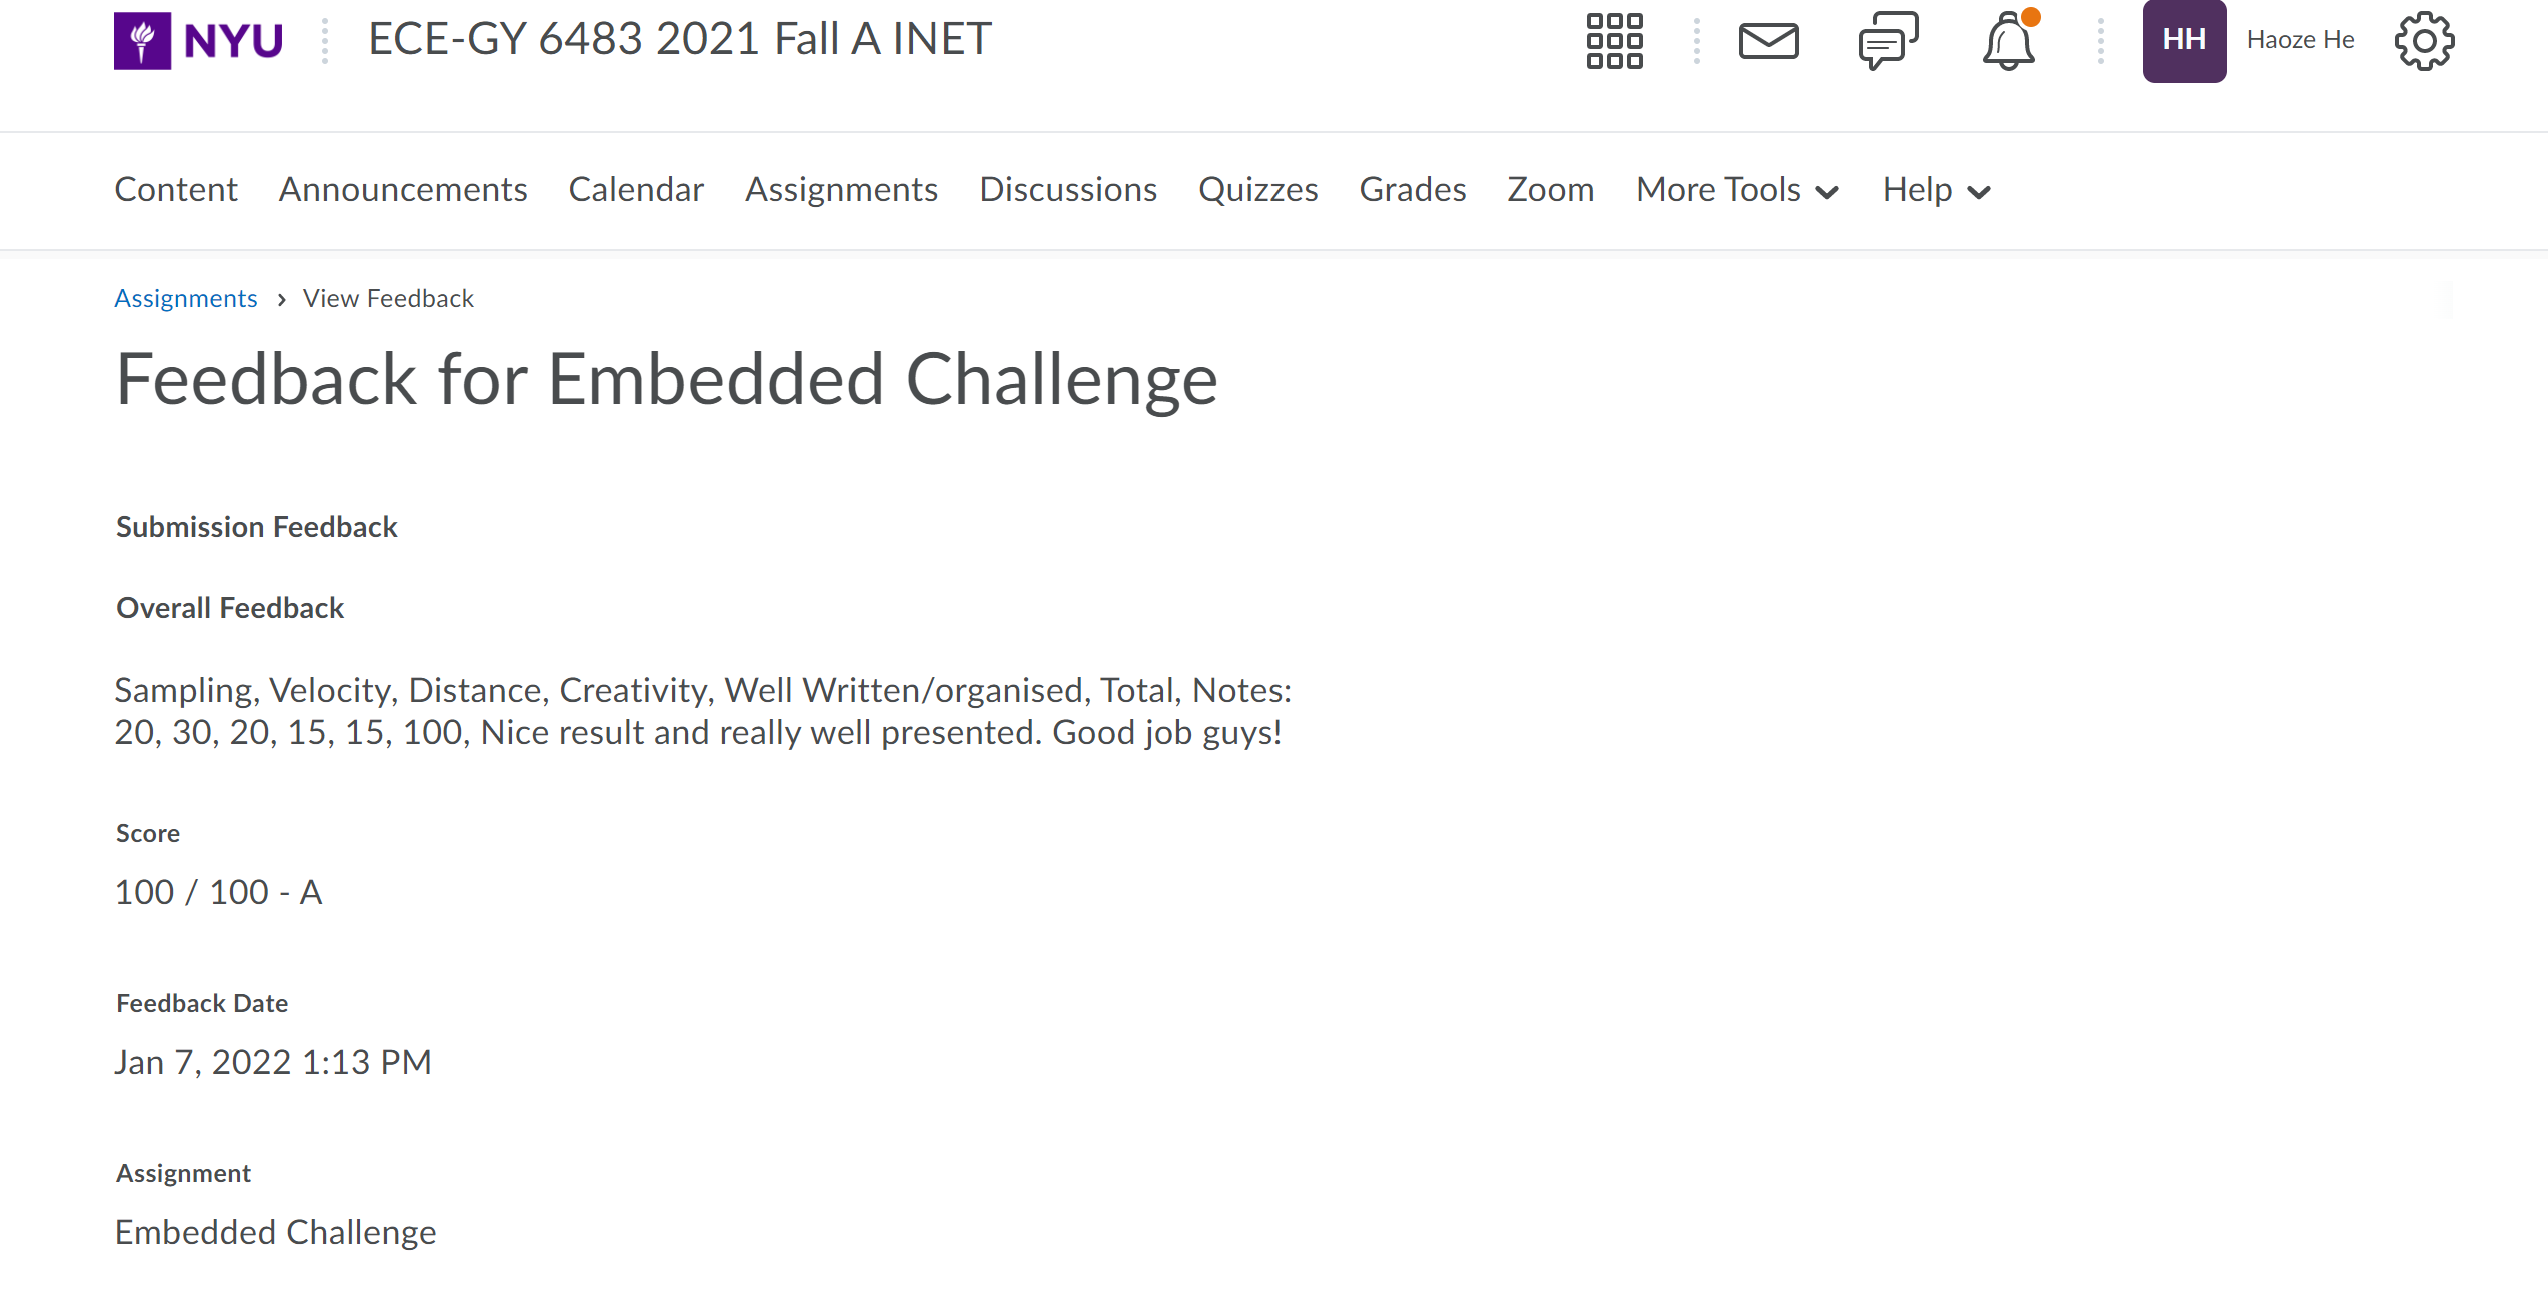 NYU
ECE-GY 6483 2021 Fall A INET
HH
Haoze He
Content Announcements Calendar Assignments Discussions Quizzes Grades Zoom More Tools Help
Assignments › View Feedback
Feedback for Embedded Challenge
Submission Feedback
Overall Feedback
Sampling, Velocity, Distance, Creativity, Well Written/organised, Total, Notes:
20, 30, 20, 15, 15, 100, Nice result and really well presented. Good job guys!
Score
100 / 100 - A
Feedback Date
Jan 7, 2022 1:13 PM
Assignment
Embedded Challenge